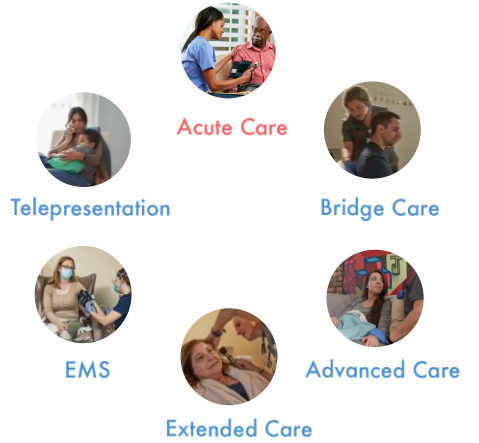 Acute Care
Telepresentation
Bridge Care
EMS
Advanced Care
Extended Care